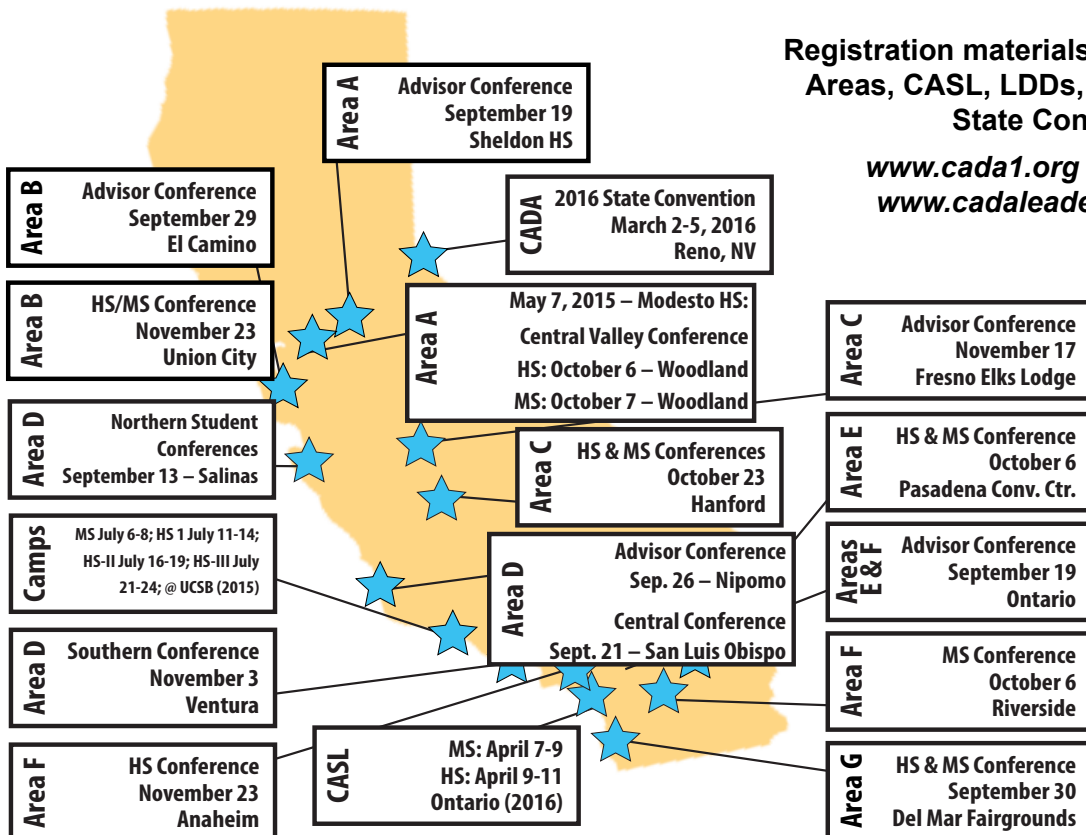 Registration materials
Areas, CASL, LDDs,
State Con
www.cada1.org
www.cadaleade
Area A
Advisor Conference
September 19
Sheldon HS
Area B
Advisor Conference
September 29
El Camino
CADA
2016 State Convention
March 2-5, 2016
Reno, NV
Area B
HS/MS Conference
November 23
Union City
Area A
May 7, 2015 – Modesto HS:
Central Valley Conference
HS: October 6 – Woodland
MS: October 7 – Woodland
Area C
Advisor Conference
November 17
Fresno Elks Lodge
Area D
Northern Student
Conferences
September 13 – Salinas
Area C
HS & MS Conferences
October 23
Hanford
Area E
HS & MS Conference
October 6
Pasadena Conv. Ctr.
Camps
MS July 6-8; HS 1 July 11-14;
HS-II July 16-19; HS-III July
21-24; @ UCSB (2015)
Area D
Advisor Conference
Sep. 26 – Nipomo
Central Conference
Sept. 21 – San Luis Obispo
Areas
E & F
Advisor Conference
September 19
Ontario
Area D
Southern Conference
November 3
Ventura
Area F
MS Conference
October 6
Riverside
Area F
HS Conference
November 23
Anaheim
CASL
MS: April 7-9
HS: April 9-11
Ontario (2016)
Area G
HS & MS Conference
September 30
Del Mar Fairgrounds